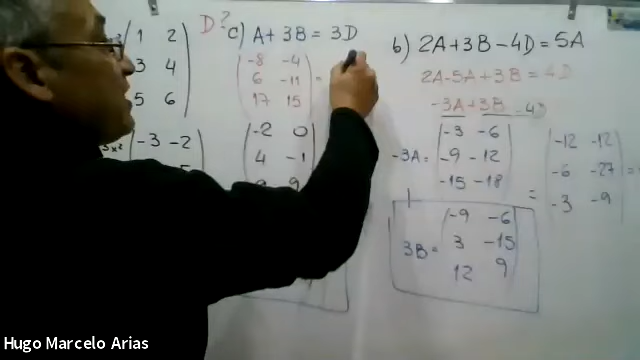 1 2
3 4
5 6
3x2 -3 -2
D?
c) A + 3B = 3D
-8 -4
6 -11 =
17 15
-2 0
4 -1
b) 2A+3B-4D=5A
2A-5A+3B = 4D
-3A+3B 4D
-3A = -3 -6
-9 -12
-15 -18
-12 -12
= -6 -27 =
-3 -9
3B = -9 -6
3 -15
12 9
Hugo Marcelo Arias